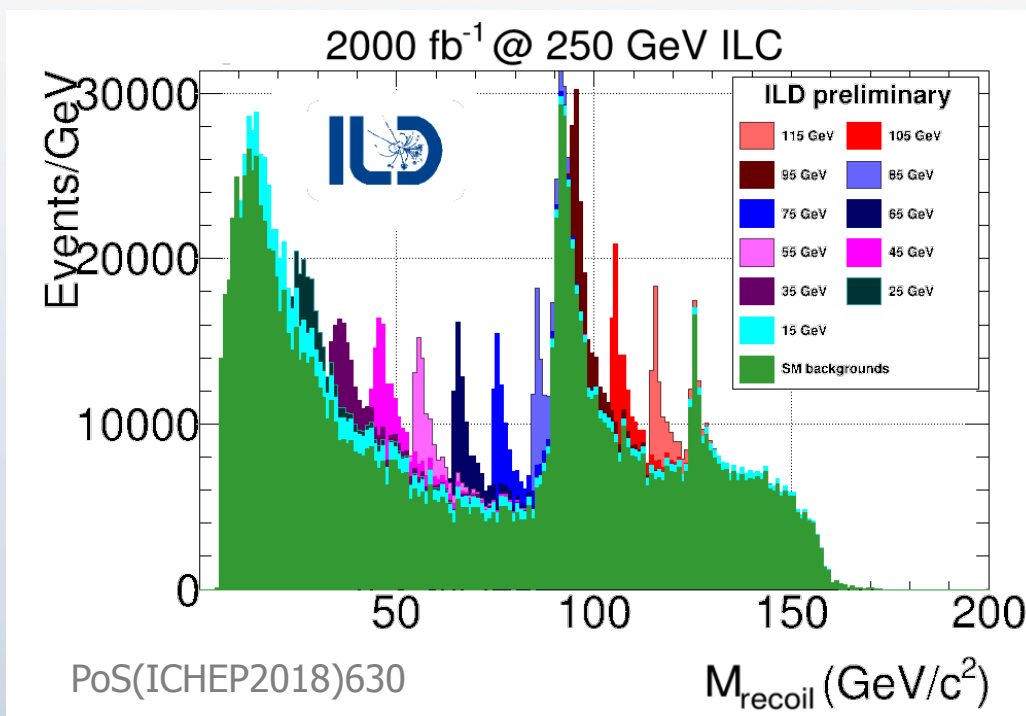 2000 fb⁻¹ @ 250 GeV ILC
Events/GeV
30000
20000
10000
0
ILD
ILD preliminary
115 GeV 105 GeV
95 GeV 85 GeV
75 GeV 65 GeV
55 GeV 45 GeV
35 GeV 25 GeV
15 GeV
SM backgrounds
50 100 150 200
PoS(ICHEP2018)630
M_recoil (GeV/c²)